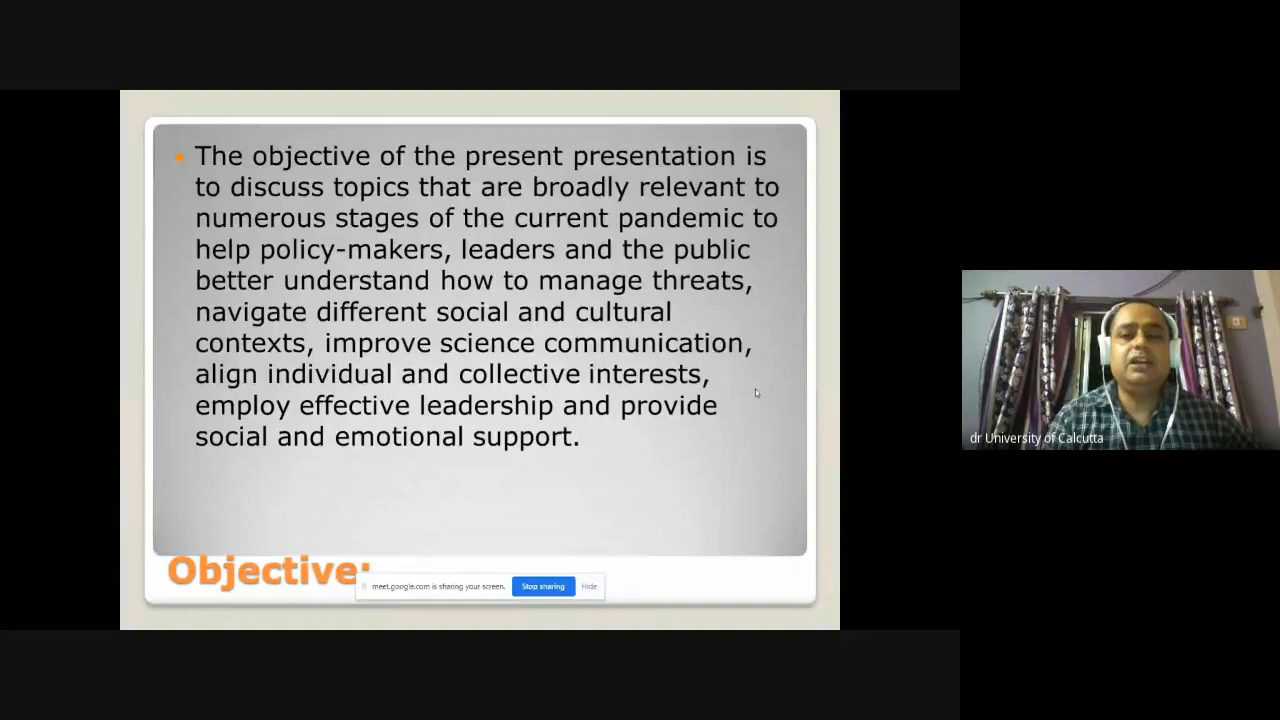 The objective of the present presentation is
to discuss topics that are broadly relevant to
numerous stages of the current pandemic to
help policy-makers, leaders and the public
better understand how to manage threats,
navigate different social and cultural
contexts, improve science communication,
align individual and collective interests,
employ effective leadership and provide
social and emotional support.
Objective:
meet.google.com is sharing your screen. Stop sharing Hide
dr University of Calcutta